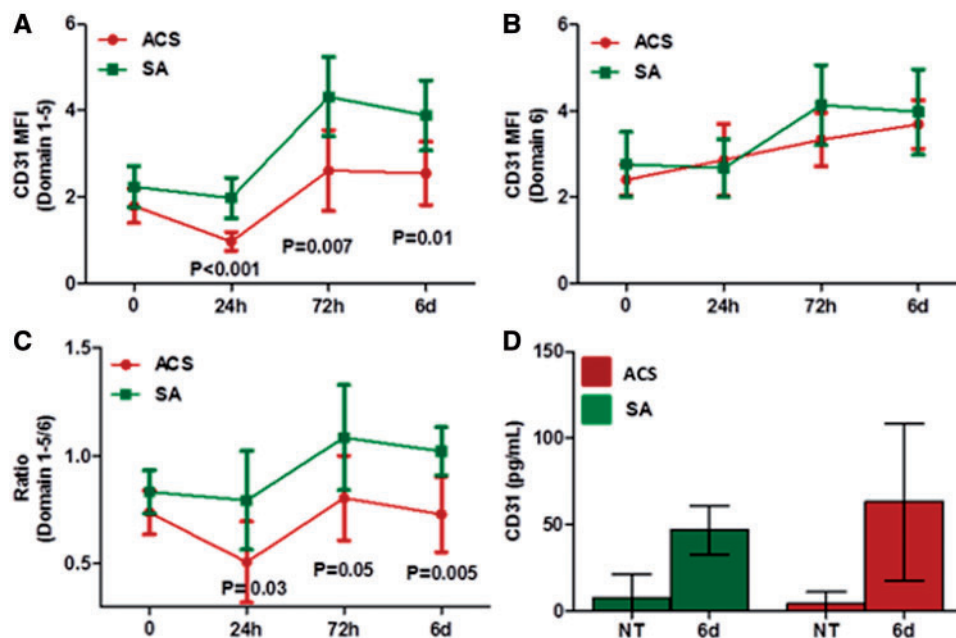 A
6
ACS
SA
CD31 MFI
(Domain 1-5)
4
2
0
P<0.001
P=0.007
P=0.01
0
24h
72h
6d
B
6
ACS
SA
CD31 MFI
(Domain 6)
4
2
0
0
24h
72h
6d
C
1.5
ACS
SA
Ratio
(Domain 1-5/6)
1.0
0.5
P=0.03
P=0.05
P=0.005
0
24h
72h
6d
D
150
ACS
SA
CD31 (pg/mL)
100
50
0
NT
6d
NT
6d